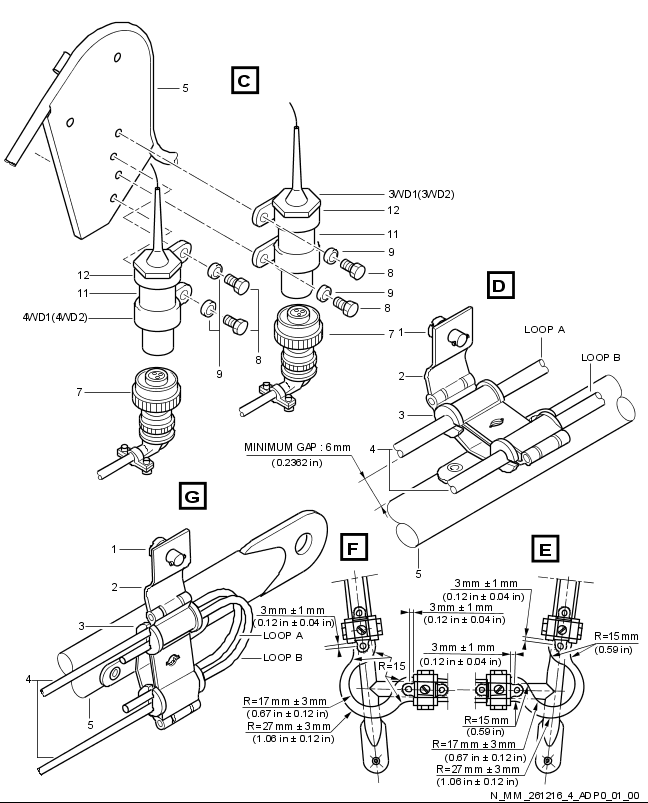 5
C
3WD1(3WD2)
12
11
9
8
9
8
7
12
11
4WD1(4WD2)
9
8
7
D
1
LOOP A
LOOP B
2
3
4
MINIMUM GAP : 6 mm
(0.2362 in)
5
G
1
2
3
LOOP A
LOOP B
4
5
F
E
3 mm ± 1 mm
(0.12 in ± 0.04 in)
3 mm ± 1 mm
(0.12 in ± 0.04 in)
3 mm ± 1 mm
(0.12 in ± 0.04 in)
3 mm ± 1 mm
(0.12 in ± 0.04 in)
R=15 mm
(0.59 in)
R=15
R=17 mm ± 3 mm
(0.67 in ± 0.12 in)
R=27 mm ± 3 mm
(1.06 in ± 0.12 in)
R=15 mm
(0.59 in)
R=17 mm ± 3 mm
(0.67 in ± 0.12 in)
R=27 mm ± 3 mm
(1.06 in ± 0.12 in)
N_MM_261216_4_ADP0_01_00